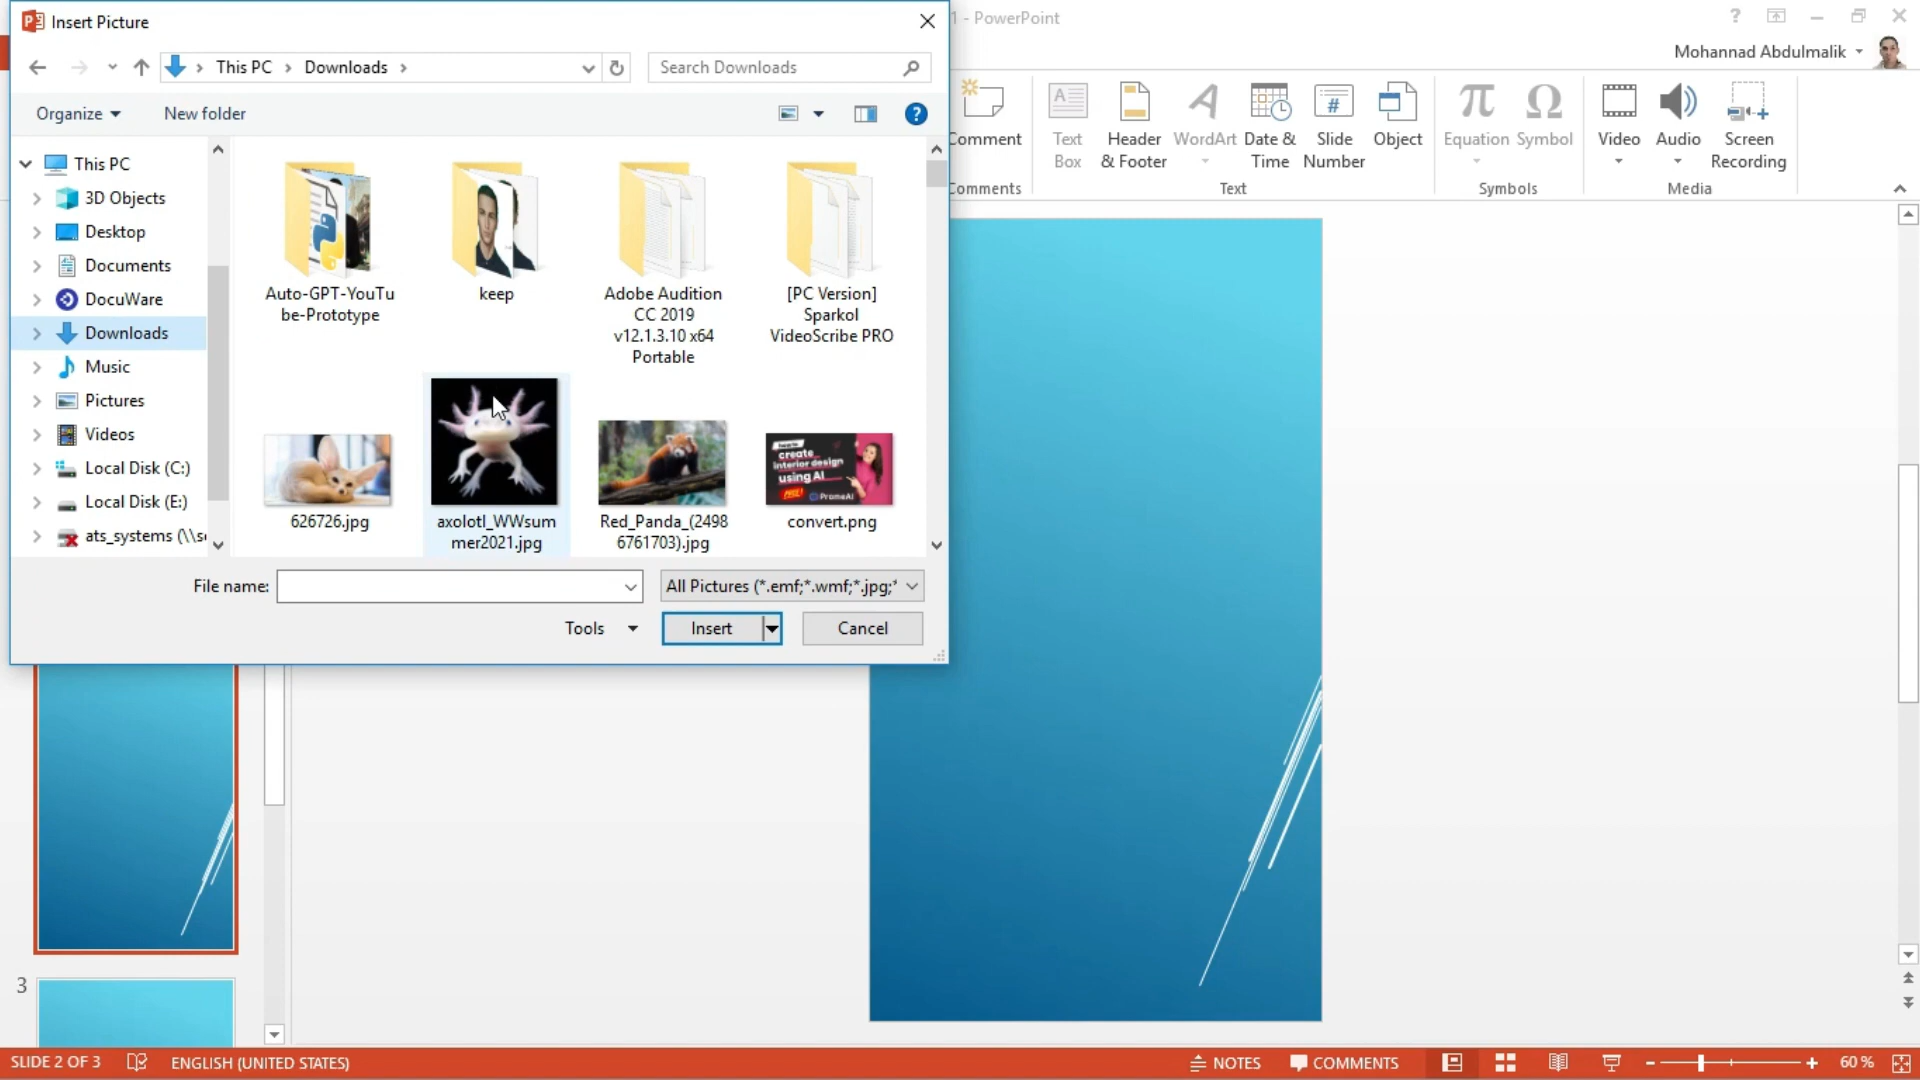 Insert Picture
1 - PowerPoint
?
Mohannad Abdulmalik
This PC
Downloads
Search Downloads
Organize
New folder
?
This PC
3D Objects
Desktop
Documents
DocuWare
Downloads
Music
Pictures
Videos
Local Disk (C:)
Local Disk (E:)
ats_systems (\\s
Auto-GPT-YouTu
be-Prototype
keep
Adobe Audition
CC 2019
v12.1.3.10 x64
Portable
[PC Version]
Sparkol
VideoScribe PRO
create
interior design
using AI
FREE!
PromeAI
626726.jpg
axolotl_WWsum
mer2021.jpg
Red_Panda_(2498
6761703).jpg
convert.png
File name:
All Pictures (*.emf;*.wmf;*.jpg;*
Tools
Insert
Cancel
Comment
Text
Box
Header
& Footer
WordArt
Date &
Time
#
Slide
Number
Object
π
Equation
Ω
Symbol
Video
Audio
Screen
Recording
Comments
Text
Symbols
Media
3
SLIDE 2 OF 3
ENGLISH (UNITED STATES)
NOTES
COMMENTS
60 %